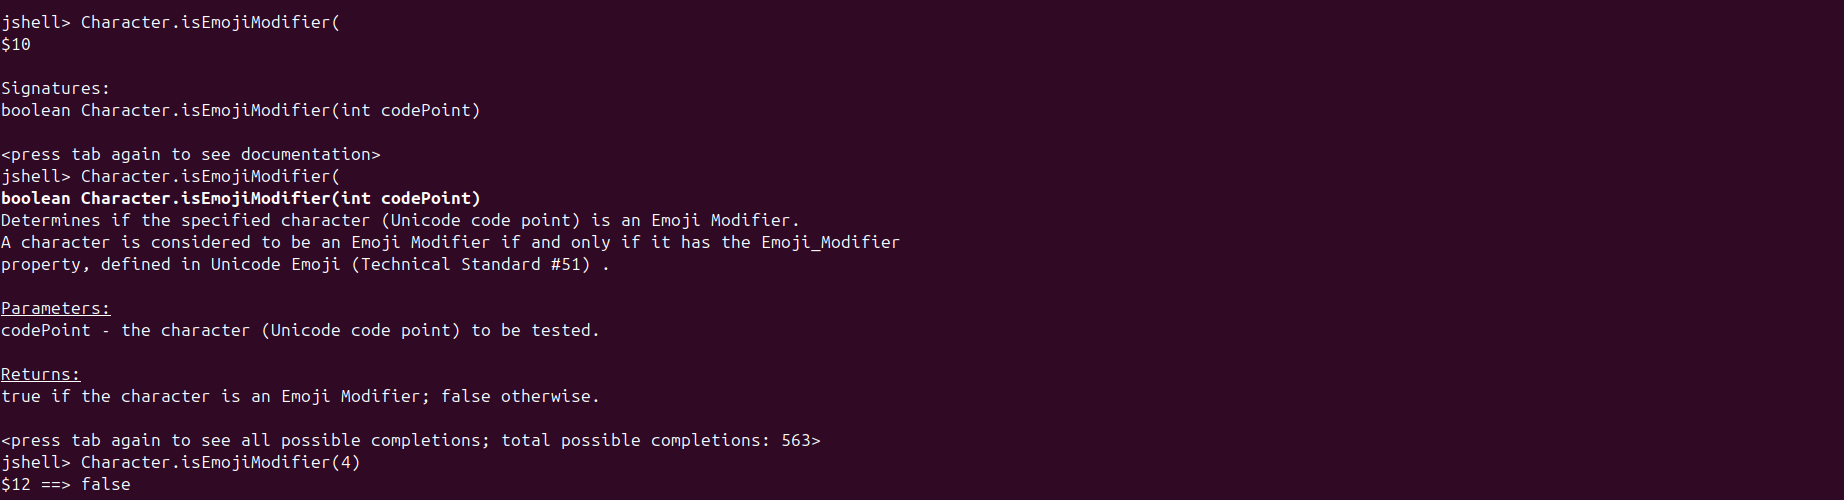 jshell> Character.isEmojiModifier(
$10
Signatures:
boolean Character.isEmojiModifier(int codePoint)
<press tab again to see documentation>
jshell> Character.isEmojiModifier(
boolean Character.isEmojiModifier(int codePoint)
Determines if the specified character (Unicode code point) is an Emoji Modifier.
A character is considered to be an Emoji Modifier if and only if it has the Emoji_Modifier
property, defined in Unicode Emoji (Technical Standard #51) .
Parameters:
codePoint - the character (Unicode code point) to be tested.
Returns:
true if the character is an Emoji Modifier; false otherwise.
<press tab again to see all possible completions; total possible completions: 563>
jshell> Character.isEmojiModifier(4)
$12 ==> false